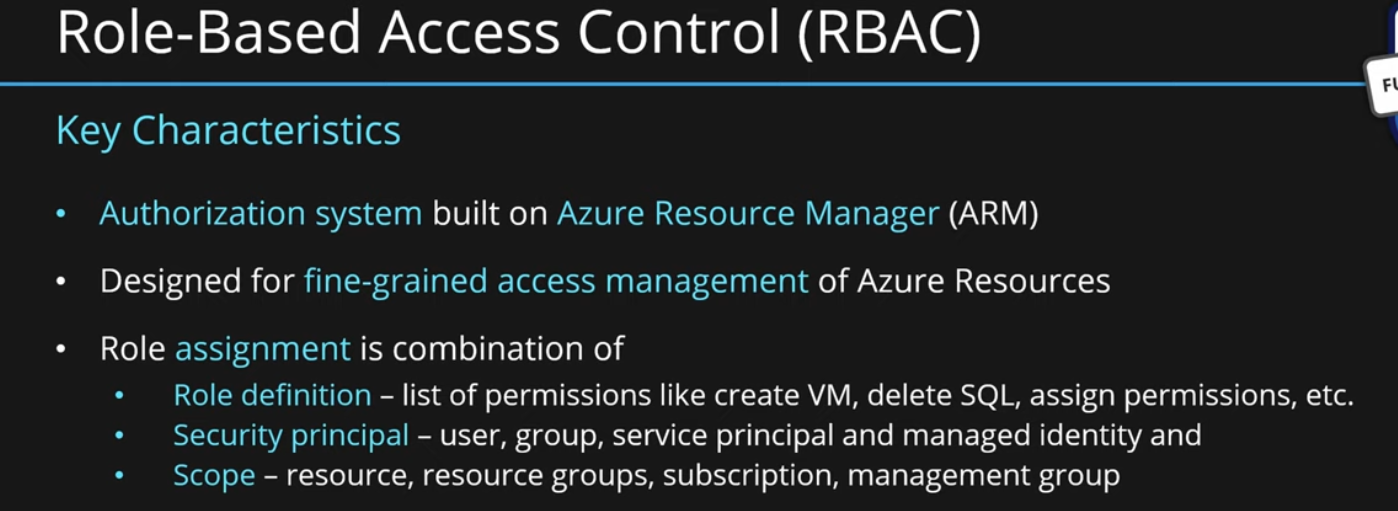 Role-Based Access Control (RBAC)
Key Characteristics
• Authorization system built on Azure Resource Manager (ARM)
• Designed for fine-grained access management of Azure Resources
• Role assignment is combination of
• Role definition – list of permissions like create VM, delete SQL, assign permissions, etc.
• Security principal – user, group, service principal and managed identity and
• Scope – resource, resource groups, subscription, management group